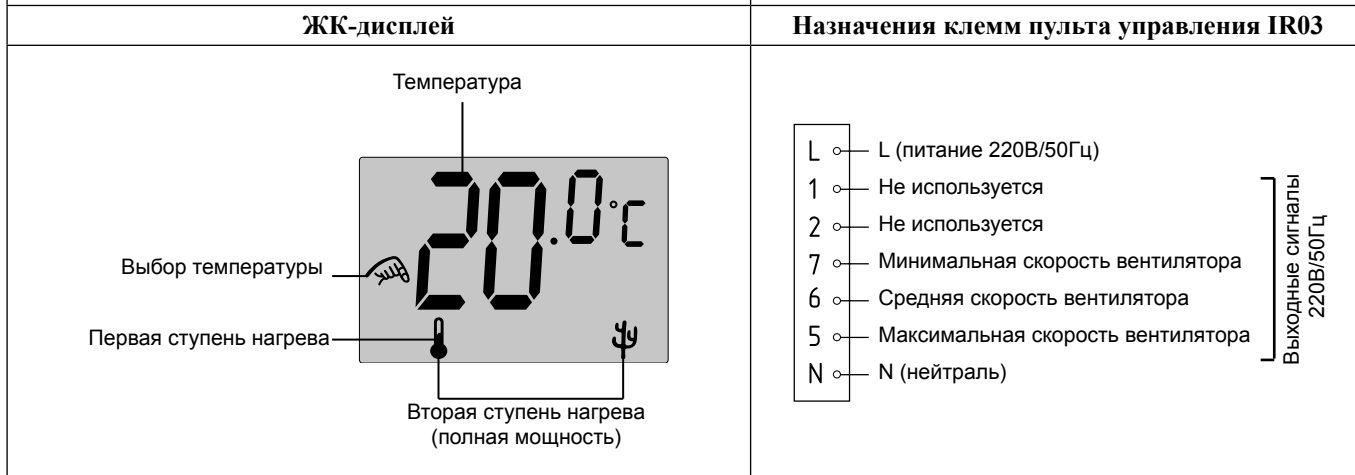 ЖК-дисплей
Назначения клемм пульта управления IR03
Температура
20.0°C
Выбор температуры
Первая ступень нагрева
Вторая ступень нагрева
(полная мощность)
L L (питание 220В/50Гц)
1 Не используется
2 Не используется
7 Минимальная скорость вентилятора
6 Средняя скорость вентилятора
5 Максимальная скорость вентилятора
N N (нейтраль)
Выходные сигналы
220В/50Гц